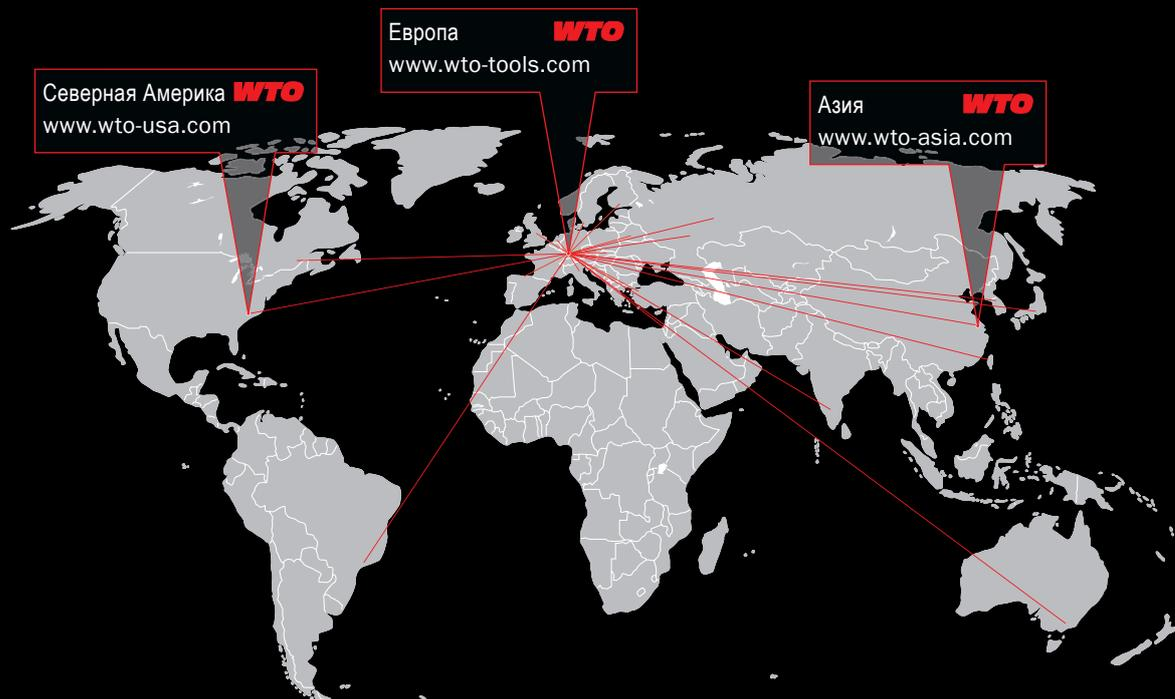 Европа WTO
www.wto-tools.com
Северная Америка WTO
www.wto-usa.com
Азия WTO
www.wto-asia.com